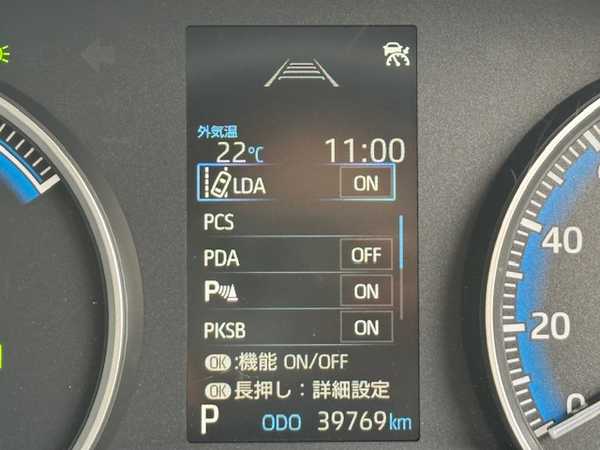 外気温
22℃ 11:00
LDA ON
PCS
PDA OFF
P ON
PKSB ON
OK:機能 ON/OFF
OK長押し:詳細設定
P ODO 39769km
40
20
0